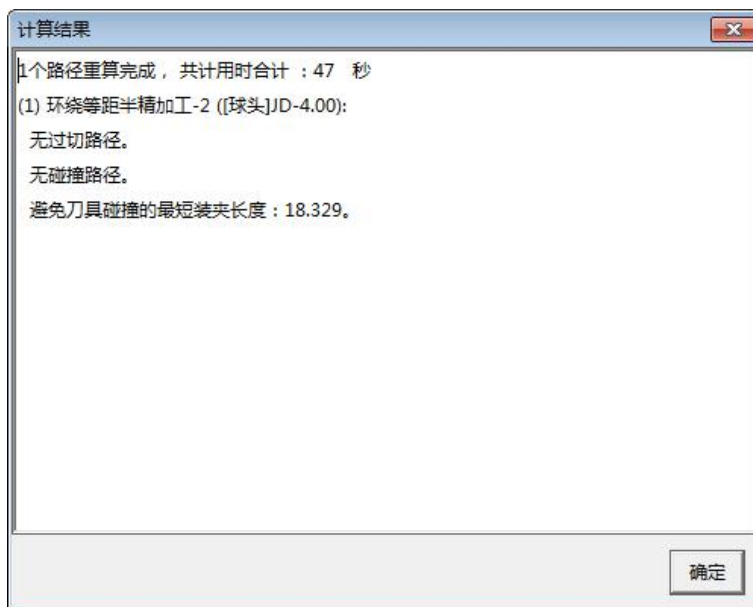 计算结果
1个路径重算完成，共计用时合计 ：47 秒
(1) 环绕等距半精加工-2 ([球头]JD-4.00):
无过切路径。
无碰撞路径。
避免刀具碰撞的最短装夹长度：18.329。
确定